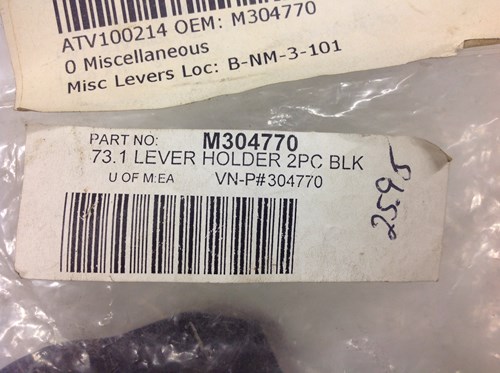 ATV100214 OEM: M304770
0 Miscellaneous
Misc Levers Loc: B-NM-3-101
PART NO: M304770
73.1 LEVER HOLDER 2PC BLK
U OF M:EA VN-P#304770
25.95